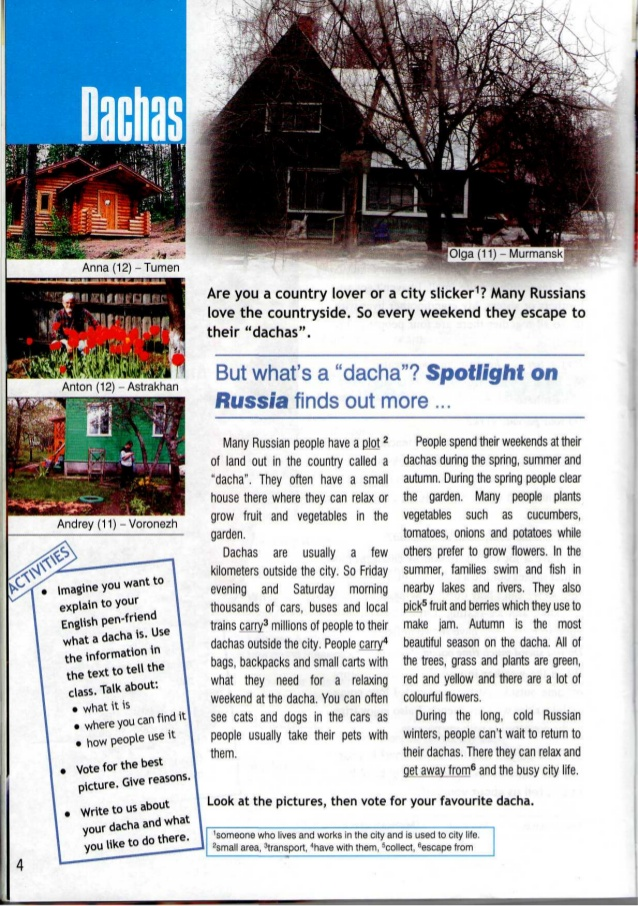 Dachas
Olga (11) – Murmansk
Anna (12) – Tumen
Anton (12) – Astrakhan
Andrey (11) – Voronezh
Are you a country lover or a city slicker¹? Many Russians
love the countryside. So every weekend they escape to
their “dachas”.
But what's a “dacha”? Spotlight on
Russia finds out more ...
Many Russian people have a plot ²
of land out in the country called a
“dacha”. They often have a small
house there where they can relax or
grow fruit and vegetables in the
garden.
Dachas are usually a few
kilometers outside the city. So Friday
evening and Saturday morning
thousands of cars, buses and local
trains carry³ millions of people to their
dachas outside the city. People carry⁴
bags, backpacks and small carts with
what they need for a relaxing
weekend at the dacha. You can often
see cats and dogs in the cars as
people usually take their pets with
them.
People spend their weekends at their
dachas during the spring, summer and
autumn. During the spring people clear
the garden. Many people plants
vegetables such as cucumbers,
tomatoes, onions and potatoes while
others prefer to grow flowers. In the
summer, families swim and fish in
nearby lakes and rivers. They also
pick⁵ fruit and berries which they use to
make jam. Autumn is the most
beautiful season on the dacha. All of
the trees, grass and plants are green,
red and yellow and there are a lot of
colourful flowers.
During the long, cold Russian
winters, people can't wait to return to
their dachas. There they can relax and
get away from⁶ and the busy city life.
Look at the pictures, then vote for your favourite dacha.
¹someone who lives and works in the city and is used to city life.
²small area, ³transport, ⁴have with them, ⁵collect, ⁶escape from
ACTIVITIES
• Imagine you want to
explain to your
English pen-friend
what a dacha is. Use
the information in
the text to tell the
class. Talk about:
• what it is
• where you can find it
• how people use it
• Vote for the best
picture. Give reasons.
• Write to us about
your dacha and what
you like to do there.
4